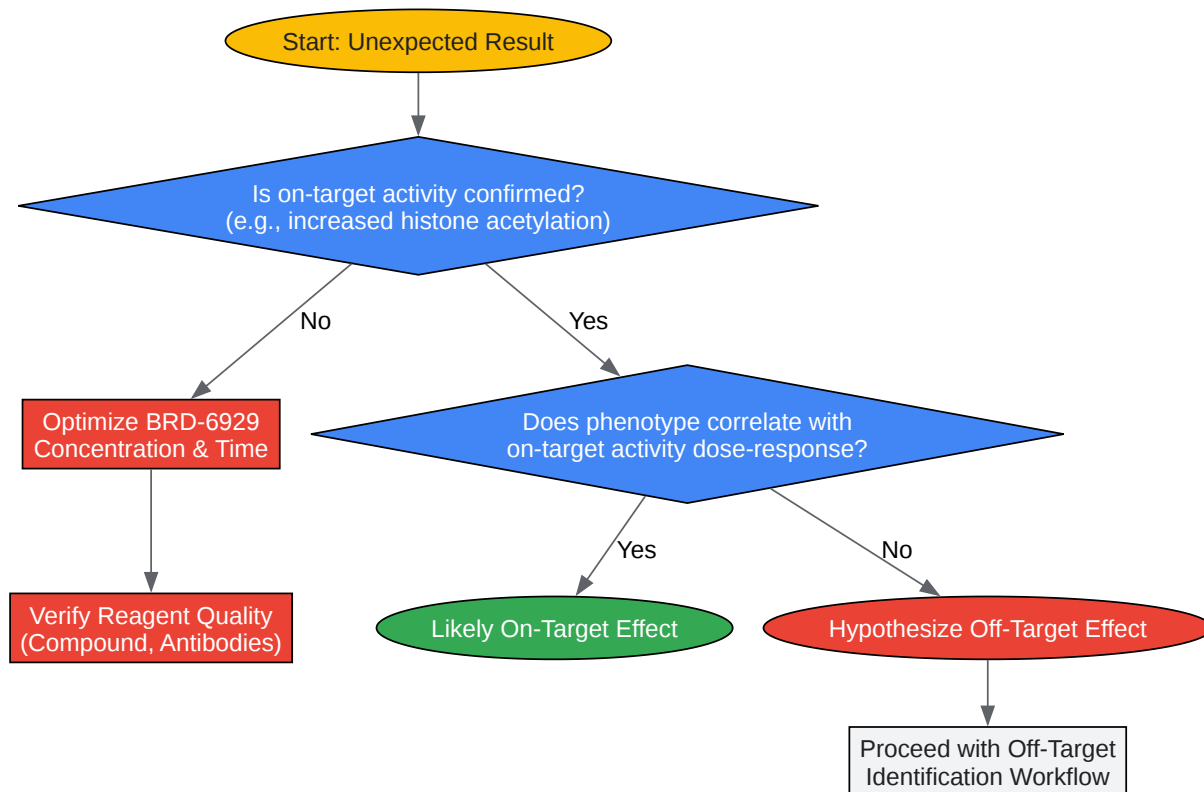 Start: Unexpected Result
Is on-target activity confirmed?
(e.g., increased histone acetylation)
No
Yes
Optimize BRD-6929
Concentration & Time
Does phenotype correlate with
on-target activity dose-response?
Yes
No
Verify Reagent Quality
(Compound, Antibodies)
Likely On-Target Effect
Hypothesize Off-Target Effect
Proceed with Off-Target
Identification Workflow